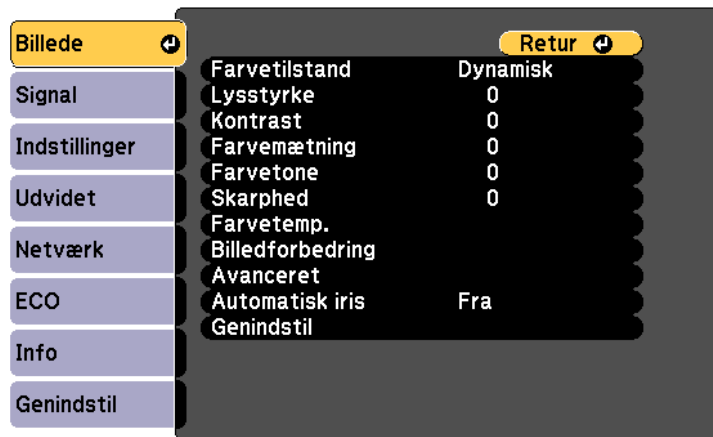 Billede
Signal
Indstillinger
Udvidet
Netværk
ECO
Info
Genindstil
Retur
Farvetilstand Dynamisk
Lysstyrke 0
Kontrast 0
Farvemætning 0
Farvetone 0
Skarphed 0
Farvetemp.
Billedforbedring
Avanceret
Automatisk iris Fra
Genindstil